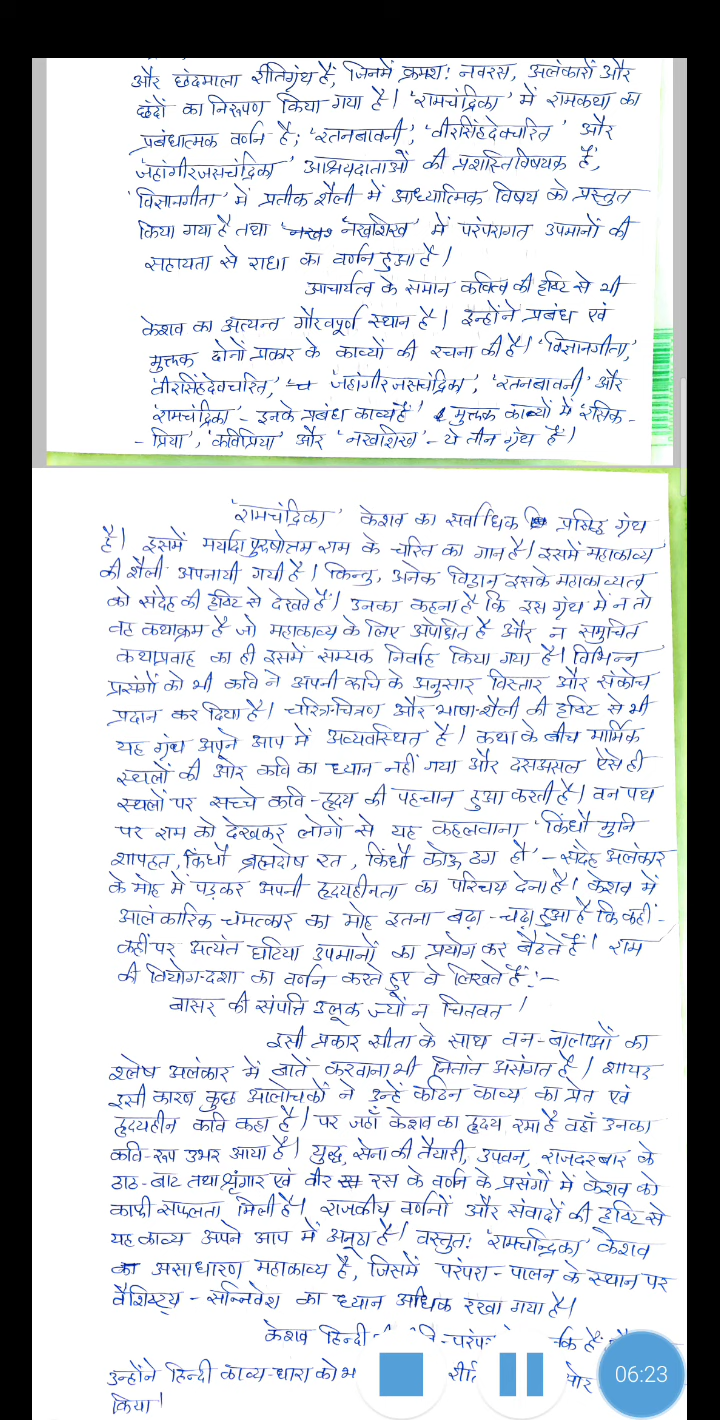 और छंदमाला रीतिग्रंथ हैं, जिनमें क्रमश: नवरस, अलंकारों और
छंदों का निरूपण किया गया है। 'रामचंद्रिका' में रामकथा का
प्रबंधात्मक वर्णन है; 'रतनबावनी', 'वीरसिंहदेवचरित' और
'जहांगीरजसचंद्रिका' आश्रयदाताओं की प्रशस्तिविषयक हैं,
'विज्ञानगीता' में प्रतीक शैली में आध्यात्मिक विषय को प्रस्तुत
किया गया है तथा 'नखशिख' में परंपरागत उपमानों की
सहायता से राधा का वर्णन हुआ है।
आचार्यत्व के समान कवित्व की दृष्टि से भी
केशव का अत्यन्त गौरवपूर्ण स्थान है। इन्होंने प्रबंध एवं
मुक्तक दोनों प्रकार के काव्यों की रचना की है। 'विज्ञानगीता',
'वीरसिंहदेवचरित', 'जहांगीरजसचंद्रिका', 'रतनबावनी' और
'रामचंद्रिका' - इनके प्रबंध काव्य हैं। मुक्तक काव्यों में 'रसिक-
- प्रिया', 'कविप्रिया' और 'नखशिख' - ये तीन ग्रंथ हैं।
'रामचंद्रिका' केशव का सर्वाधिक प्रसिद्ध ग्रंथ
है। इसमें मर्यादा पुरुषोत्तम राम के चरित का गान है। इसमें महाकाव्य
की शैली अपनायी गयी है। किन्तु, अनेक विद्वान इसके महाकाव्यत्व
को संदेह की दृष्टि से देखते हैं। उनका कहना है कि इस ग्रंथ में न तो
वह कथाक्रम है जो महाकाव्य के लिए अपेक्षित है और न समुचित
कथाप्रवाह का ही इसमें सम्यक निर्वाह किया गया है। विभिन्न
प्रसंगों को भी कवि ने अपनी रुचि के अनुसार विस्तार और संकोच
प्रदान कर दिया है। चरित्र-चित्रण और भाषा-शैली की दृष्टि से भी
यह ग्रंथ अपने आप में अव्यवस्थित है। कथा के बीच मार्मिक
स्थलों की ओर कवि का ध्यान नहीं गया और दरअसल ऐसे ही
स्थलों पर सच्चे कवि-हृदय की पहचान हुआ करती है। वन पथ
पर राम को देखकर लोगों से यह कहलवाना 'किधौं मुनि
शापहत, किधौं ब्रह्मदोष रत, किधौं कोऊ ठग हौ' - संदेह अलंकार
के मोह में पड़कर अपनी हृदयहीनता का परिचय देना है। केशव में
आलंकारिक चमत्कार का मोह इतना बढ़ा-चढ़ा हुआ है कि कहीं-
कहीं पर अत्यंत घटिया उपमानों का प्रयोग कर बैठते हैं। राम
की वियोग-दशा का वर्णन करते हुए वे लिखते हैं:-
बासर की संपत्ति उलूक ज्यों न चितवत।
इसी प्रकार सीता के साथ वन-बालाओं का
श्लेष अलंकार में बातें करवाना भी नितांत असंगत है। शायद
इसी कारण कुछ आलोचकों ने उन्हें कठिन काव्य का प्रेत एवं
हृदयहीन कवि कहा है। पर जहाँ केशव का हृदय रमा है वहाँ उनका
कवि-रूप उभर आया है। युद्ध, सेना की तैयारी, उपवन, राजदरबार के
ठाठ-बाट तथा श्रृंगार एवं वीर रस के वर्णन के प्रसंगों में केशव को
काफी सफलता मिली है। राजकीय वर्णनों और संवादों की दृष्टि से
यह काव्य अपने आप में अनूठा है। वस्तुत: 'रामचन्द्रिका' केशव
का असाधारण महाकाव्य है, जिसमें परंपरा-पालन के स्थान पर
वैशिष्ट्य-सन्निवेश का ध्यान अधिक रखा गया है।
केशव हिन्दी
उन्होंने हिन्दी काव्य-धारा को
किया।
06:23